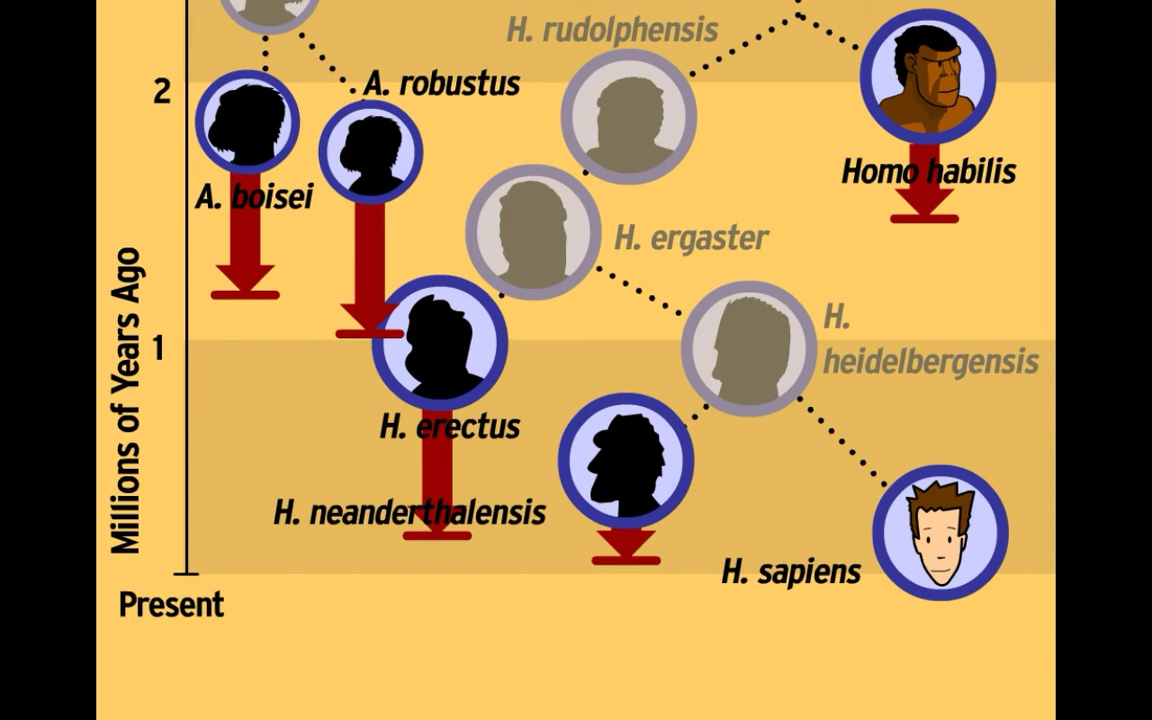 H. rudolphensis
2
A. robustus
Homo habilis
A. boisei
H. ergaster
H.
heidelbergensis
1
Millions of Years Ago
H. erectus
H. neanderthalensis
H. sapiens
Present